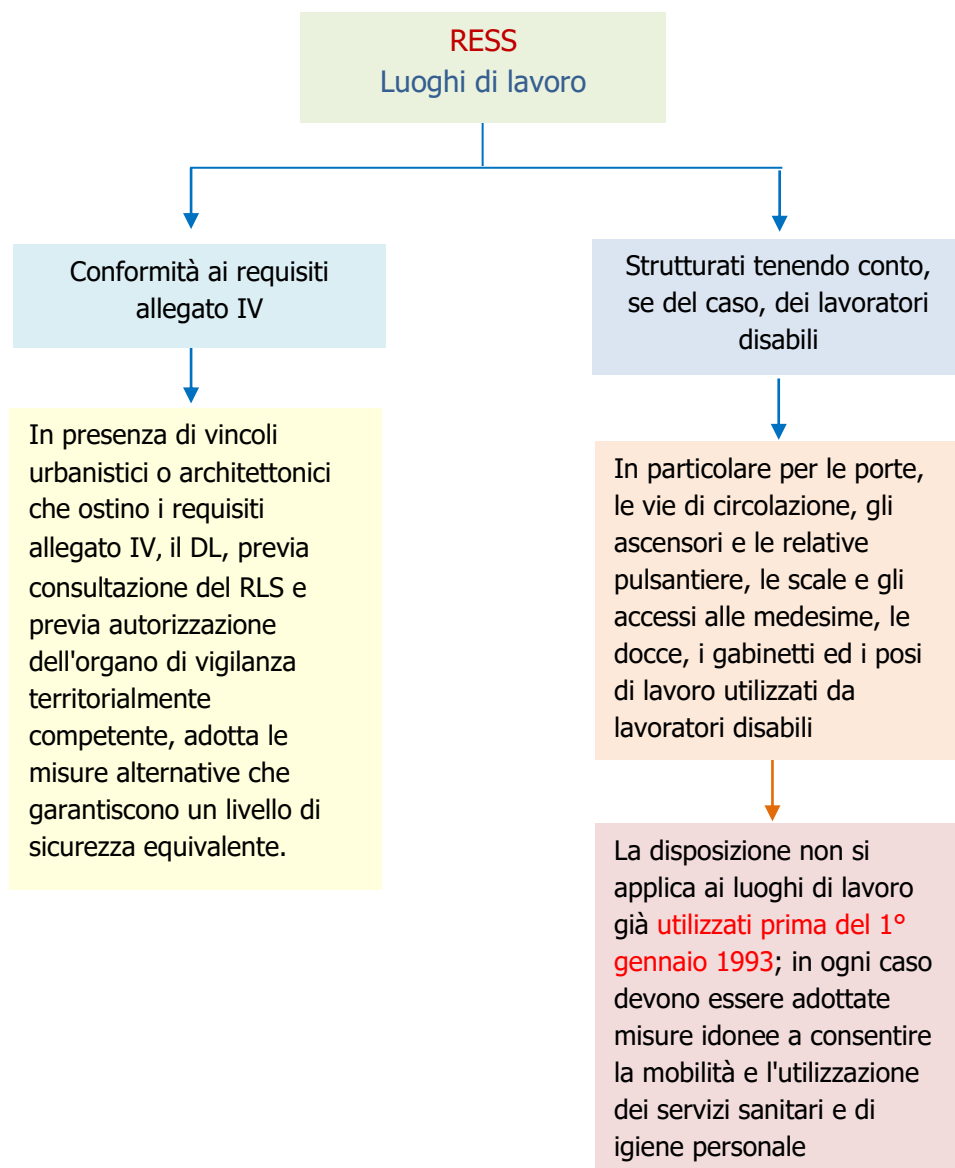 RESS
Luoghi di lavoro
Conformità ai requisiti
allegato IV
In presenza di vincoli
urbanistici o architettonici
che ostino i requisiti
allegato IV, il DL, previa
consultazione del RLS e
previa autorizzazione
dell'organo di vigilanza
territorialmente
competente, adotta le
misure alternative che
garantiscono un livello di
sicurezza equivalente.
Strutturati tenendo conto,
se del caso, dei lavoratori
disabili
In particolare per le porte,
le vie di circolazione, gli
ascensori e le relative
pulsantiere, le scale e gli
accessi alle medesime, le
docce, i gabinetti ed i posi
di lavoro utilizzati da
lavoratori disabili
La disposizione non si
applica ai luoghi di lavoro
già utilizzati prima del 1°
gennaio 1993; in ogni caso
devono essere adottate
misure idonee a consentire
la mobilità e l'utilizzazione
dei servizi sanitari e di
igiene personale